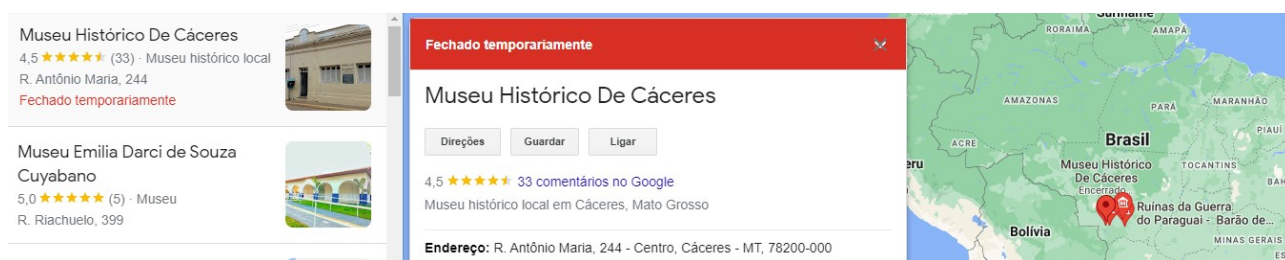 Museu Histórico De Cáceres
4,5 ★★★★★ (33) · Museu histórico local
R. Antônio Maria, 244
Fechado temporariamente
Museu Emilia Darci de Souza
Cuyabano
5,0 ★★★★★ (5) · Museu
R. Riachuelo, 399
Fechado temporariamente
Museu Histórico De Cáceres
Direções Guardar Ligar
4,5 ★★★★★ 33 comentários no Google
Museu histórico local em Cáceres, Mato Grosso
Endereço: R. Antônio Maria, 244 - Centro, Cáceres - MT, 78200-000
Suriname
RORAIMA
AMAPÁ
AMAZONAS
PARÁ
MARANHÃO
PIAUÍ
ACRE
Brasil
eru
Museu Histórico
De Cáceres
Encerrado
TOCANTINS
BAH
Ruínas da Guerra
do Paraguai - Barão de...
Bolívia
MINAS GERAIS
ES